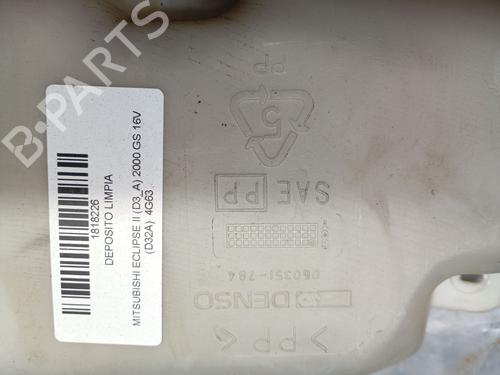 1818226
DEPOSITO LIMPIA
MITSUBISHI ECLIPSE II (D3_A) 2000 GS 16V
(D32A) 4G63
PP
5
SAE PP
060351-784
DENSO
>PP<
B-PARTS